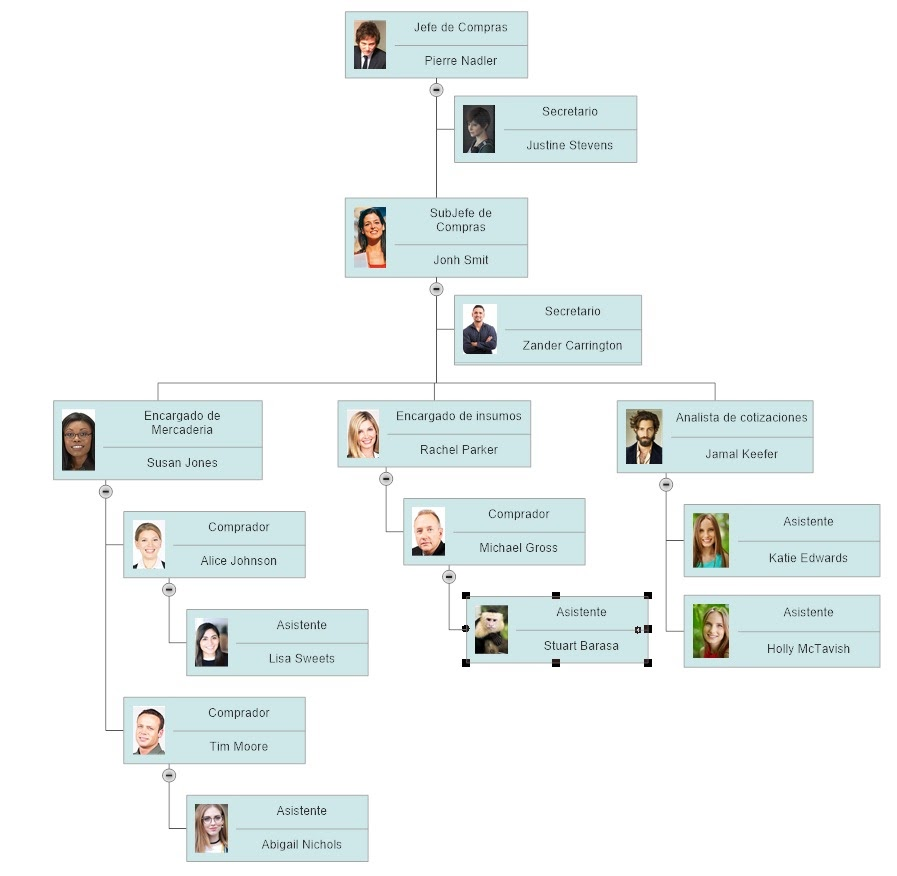 Jefe de Compras
Pierre Nadler
Secretario
Justine Stevens
SubJefe de
Compras
Jonh Smit
Secretario
Zander Carrington
Encargado de
Mercaderia
Susan Jones
Encargado de insumos
Rachel Parker
Analista de cotizaciones
Jamal Keefer
Comprador
Alice Johnson
Asistente
Lisa Sweets
Comprador
Tim Moore
Asistente
Abigail Nichols
Comprador
Michael Gross
Asistente
Stuart Barasa
Asistente
Katie Edwards
Asistente
Holly McTavish